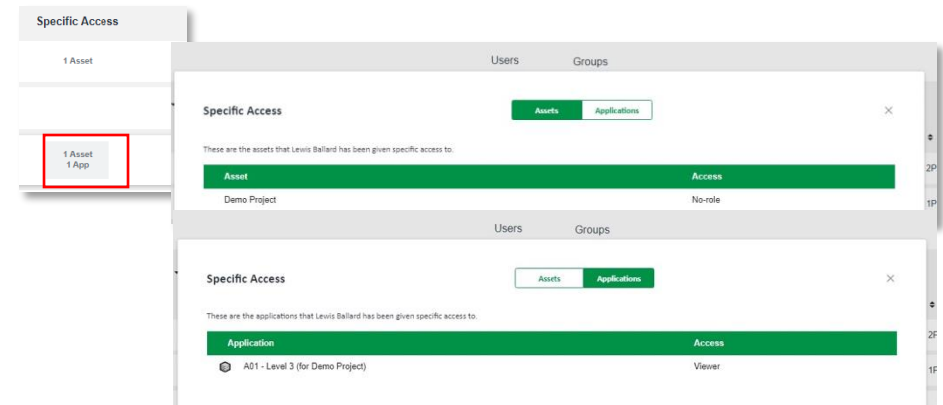 Specific Access
1 Asset
1 Asset
1 App
Users Groups
Specific Access Assets Applications
These are the assets that Lewis Ballard has been given specific access to.
Asset Access
2P
Demo Project No-role
1P
Users Groups
Specific Access Assets Applications
These are the applications that Lewis Ballard has been given specific access to.
Application Access
A01 - Level 3 (for Demo Project) Viewer